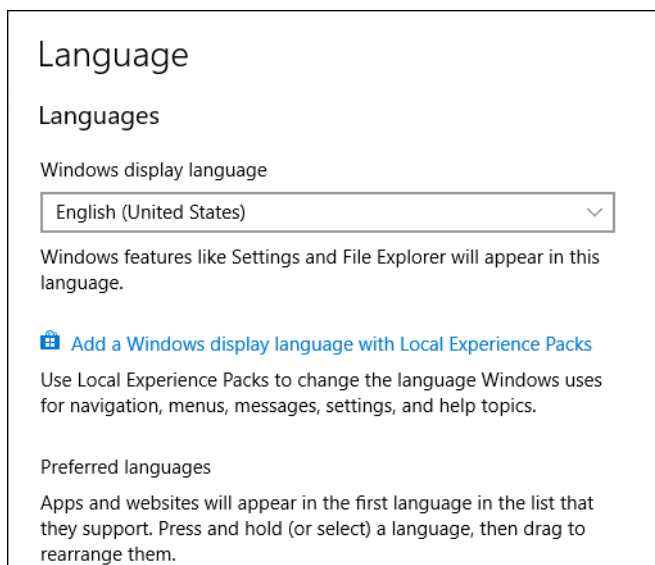 Language
Languages
Windows display language
English (United States)
Windows features like Settings and File Explorer will appear in this
language.
Add a Windows display language with Local Experience Packs
Use Local Experience Packs to change the language Windows uses
for navigation, menus, messages, settings, and help topics.
Preferred languages
Apps and websites will appear in the first language in the list that
they support. Press and hold (or select) a language, then drag to
rearrange them.